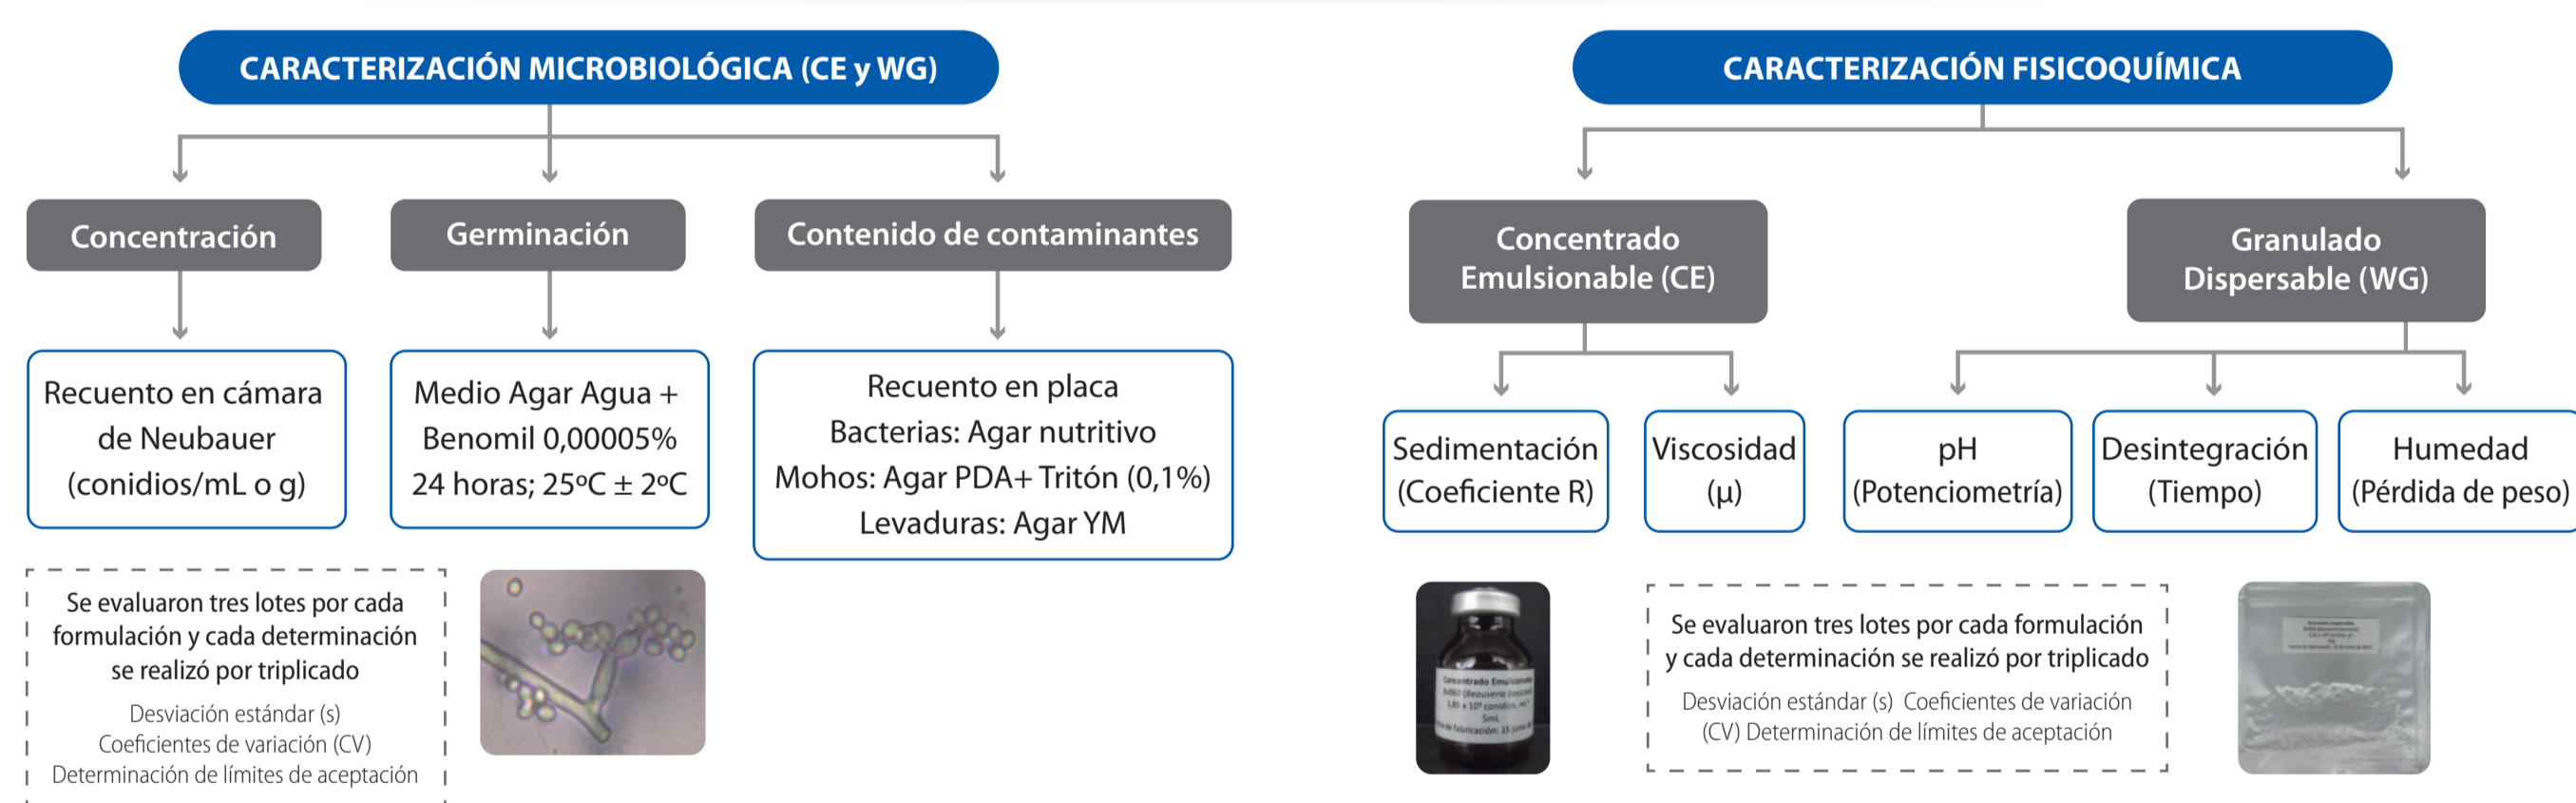 CARACTERIZACIÓN MICROBIOLÓGICA (CE y WG)
Concentración
Germinación
Contenido de contaminantes
Recuento en cámara
de Neubauer
(conidios/mL o g)
Medio Agar Agua +
Benomil 0,00005%
24 horas; 25ºC ± 2ºC
Recuento en placa
Bacterias: Agar nutritivo
Mohos: Agar PDA+ Tritón (0,1%)
Levaduras: Agar YM
Se evaluaron tres lotes por cada
formulación y cada determinación
se realizó por triplicado
Desviación estándar (s)
Coeficientes de variación (CV)
Determinación de límites de aceptación
CARACTERIZACIÓN FISICOQUÍMICA
Concentrado
Emulsionable (CE)
Granulado
Dispersable (WG)
Sedimentación
(Coeficiente R)
Viscosidad
(μ)
pH
(Potenciometría)
Desintegración
(Tiempo)
Humedad
(Pérdida de peso)
Concentrado
(Beauveria
5mL
de fabricación: 15
Se evaluaron tres lotes por cada formulación
y cada determinación se realizó por triplicado
Desviación estándar (s) Coeficientes de variación
(CV) Determinación de límites de aceptación